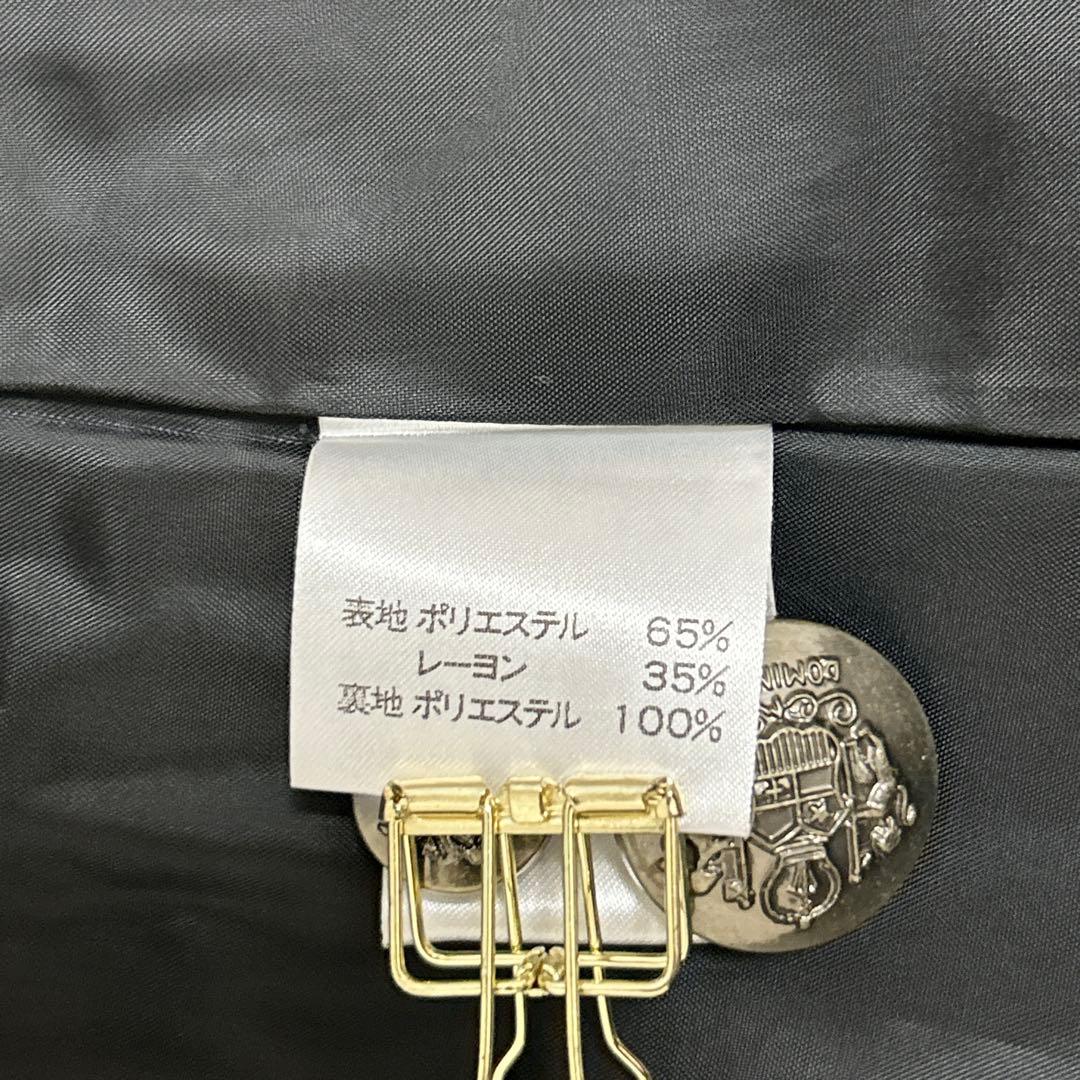 表地 ポリエステル 65%
レーヨン 35%
裏地 ポリエステル 100%